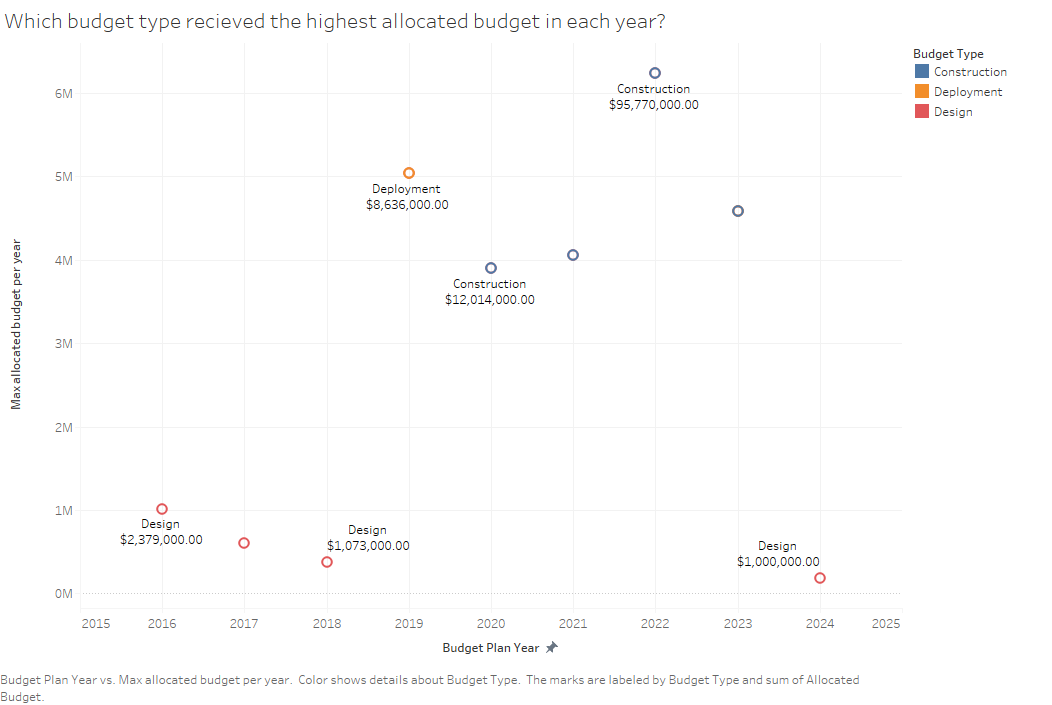 Which budget type recieved the highest allocated budget in each year?
Budget Type
Construction
Deployment
Design
Max allocated budget per year
6M
5M
4M
3M
2M
1M
0M
Construction
$95,770,000.00
Deployment
$8,636,000.00
Construction
$12,014,000.00
Design
$2,379,000.00
Design
$1,073,000.00
Design
$1,000,000.00
2015 2016 2017 2018 2019 2020 2021 2022 2023 2024 2025
Budget Plan Year
Budget Plan Year vs. Max allocated budget per year. Color shows details about Budget Type. The marks are labeled by Budget Type and sum of Allocated
Budget.